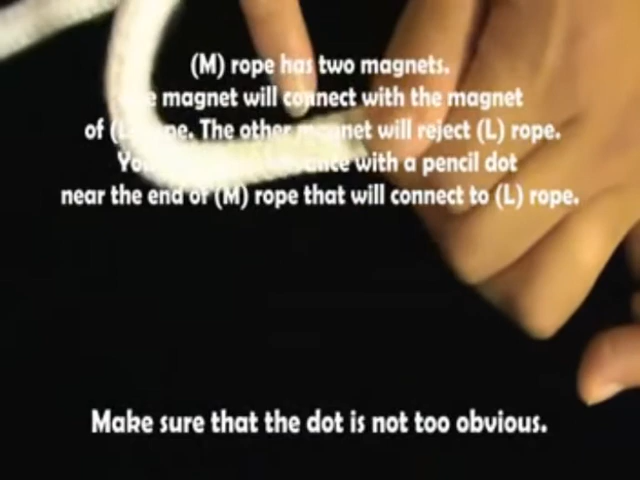 (M) rope has two magnets.
magnet will connect with the magnet
of (L) rope. The other magnet will reject (L) rope.
with a pencil dot
near the end of (M) rope that will connect to (L) rope.
Make sure that the dot is not too obvious.